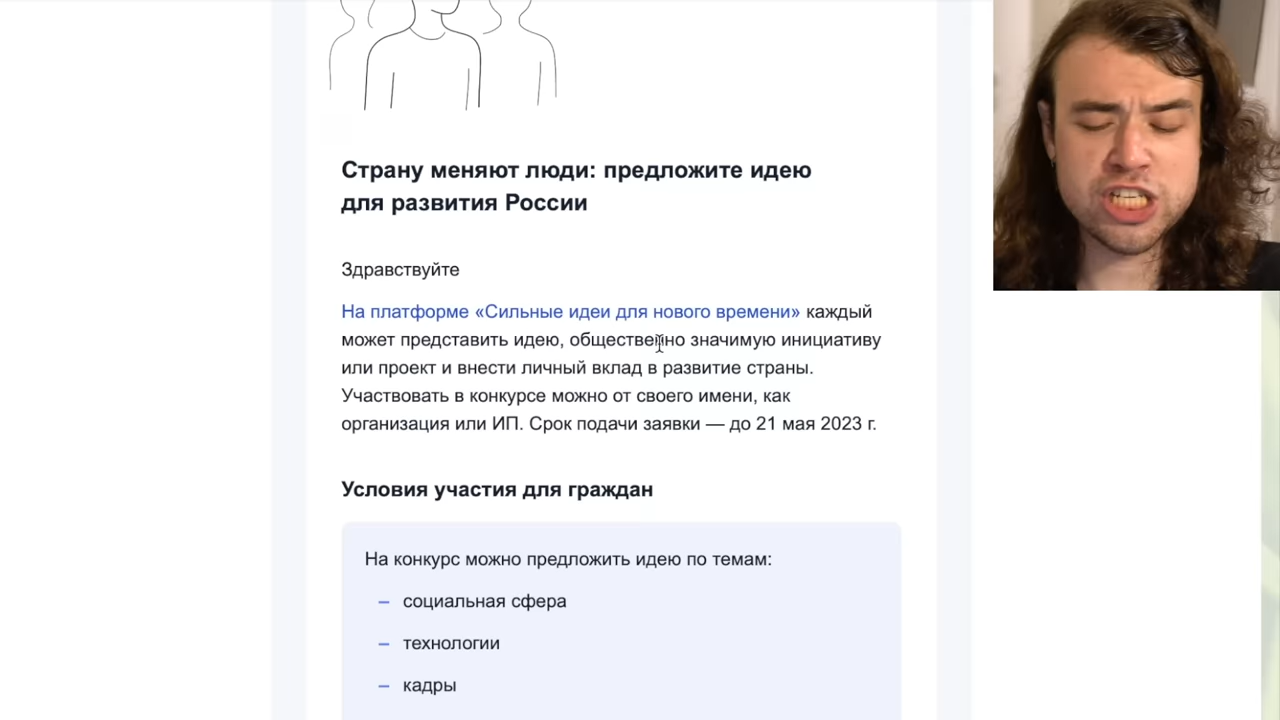 Страну меняют люди: предложите идею
для развития России
Здравствуйте
На платформе «Сильные идеи для нового времени» каждый
может представить идею, общественно значимую инициативу
или проект и внести личный вклад в развитие страны.
Участвовать в конкурсе можно от своего имени, как
организация или ИП. Срок подачи заявки — до 21 мая 2023 г.
Условия участия для граждан
На конкурс можно предложить идею по темам:
– социальная сфера
– технологии
– кадры